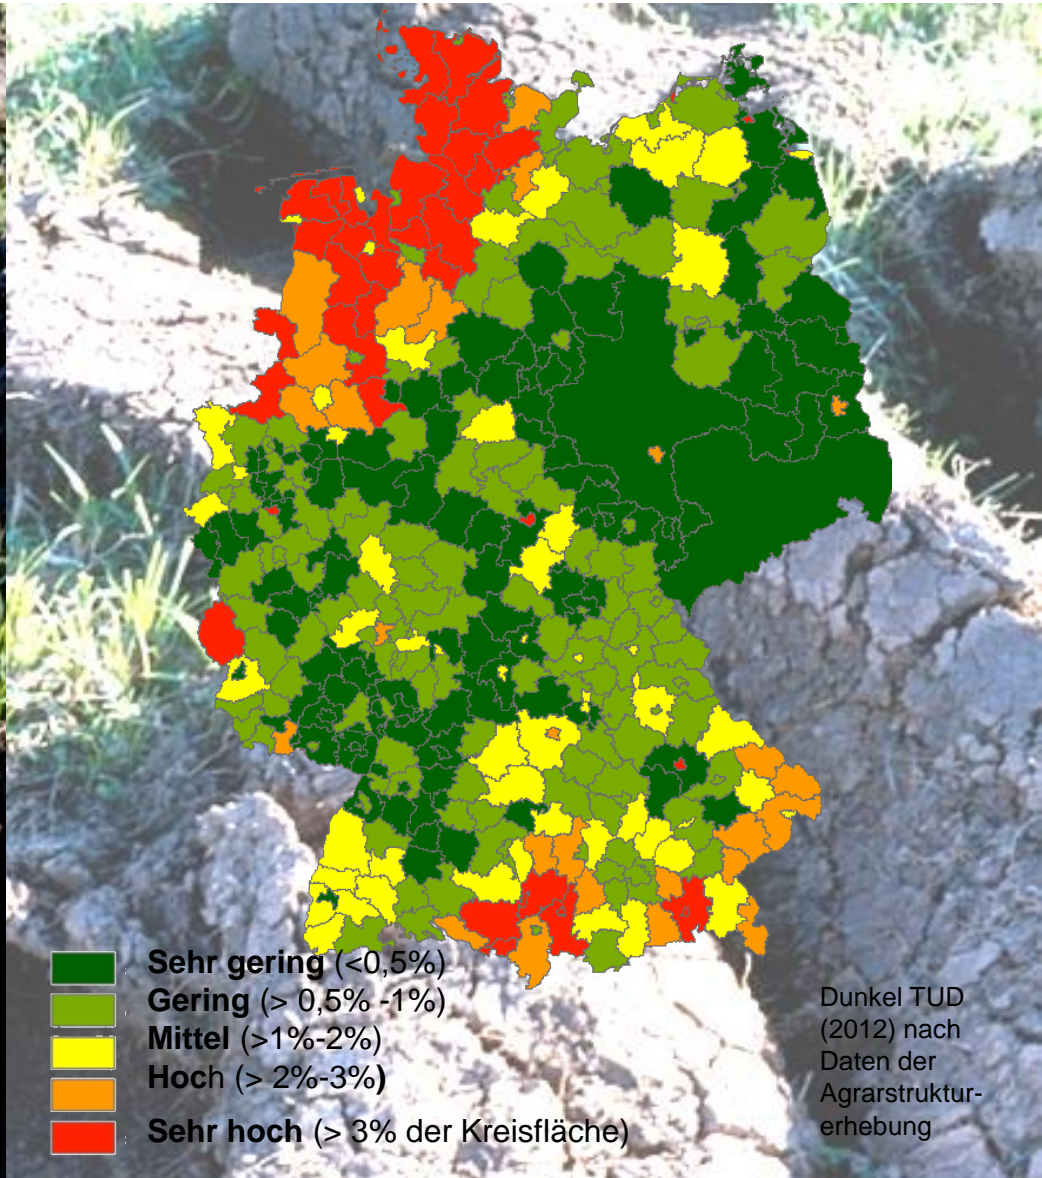 Sehr gering (<0,5%)
Gering (> 0,5% -1%)
Mittel (>1%-2%)
Hoch (> 2%-3%)
Sehr hoch (> 3% der Kreisfläche)
Dunkel TUD
(2012) nach
Daten der
Agrarstruktur-
erhebung